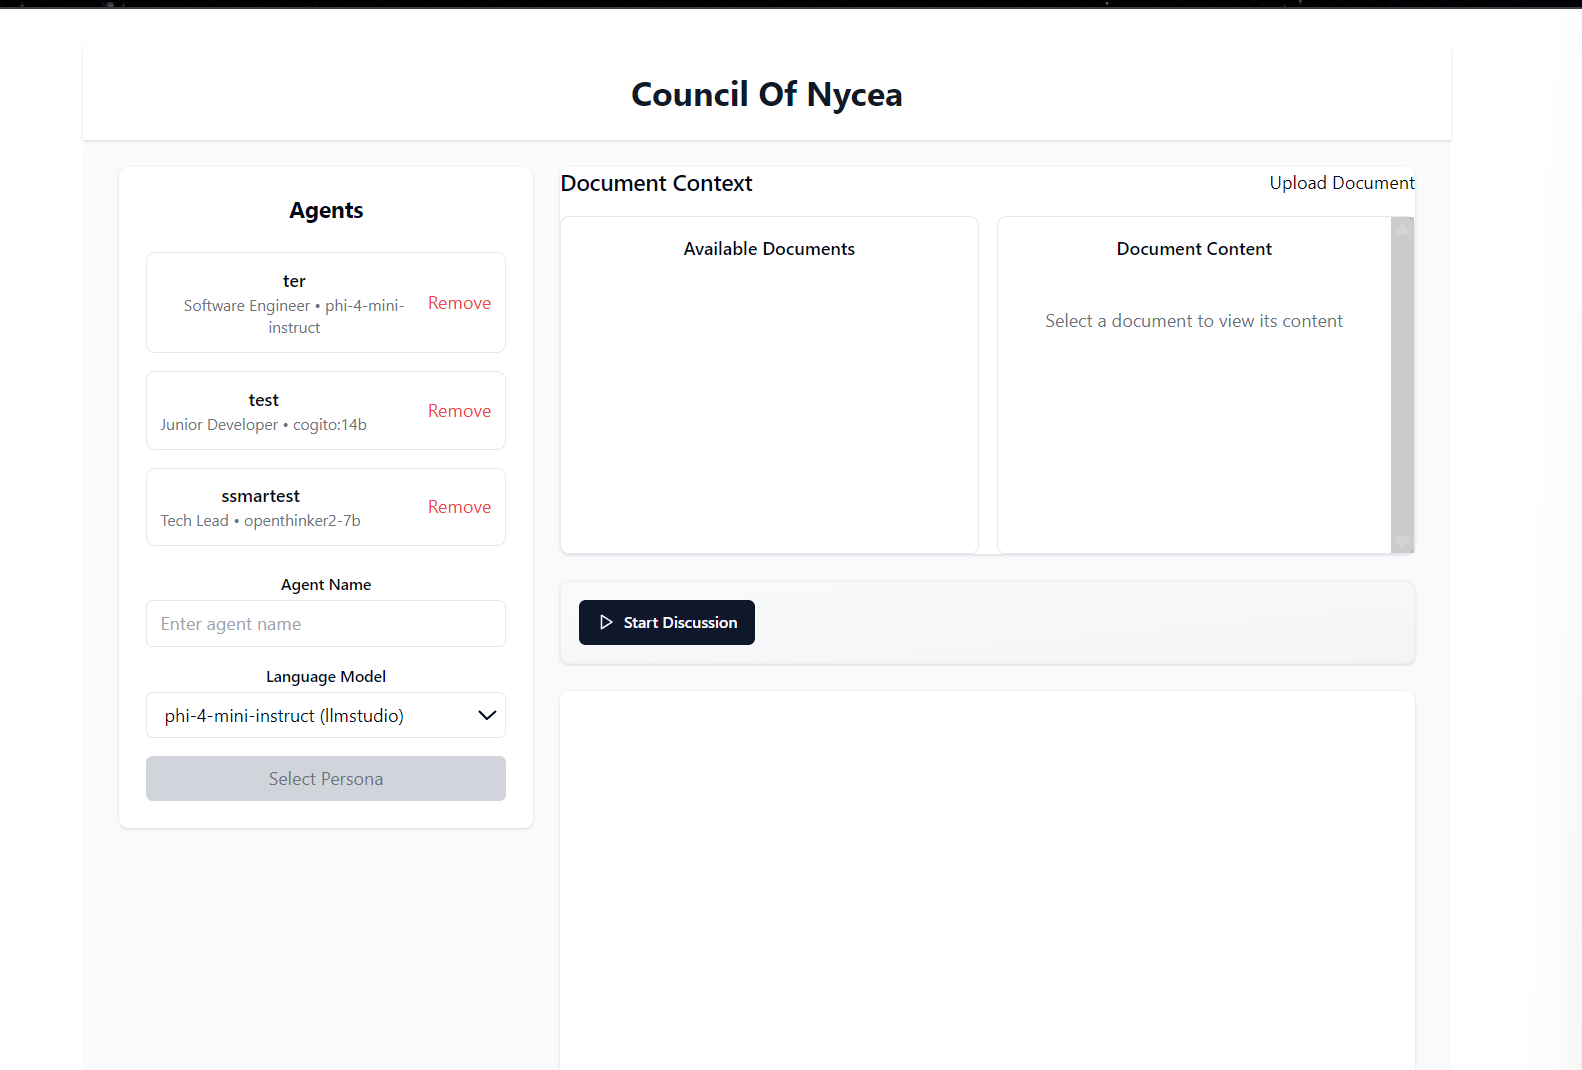 Council Of Nycea
Agents
ter
Software Engineer • phi-4-mini-
instruct
Remove
test
Junior Developer • cogito:14b
Remove
ssmartest
Tech Lead • openthinker2-7b
Remove
Agent Name
Enter agent name
Language Model
phi-4-mini-instruct (llmstudio)
Select Persona
Document Context
Upload Document
Available Documents
Document Content
Select a document to view its content
Start Discussion